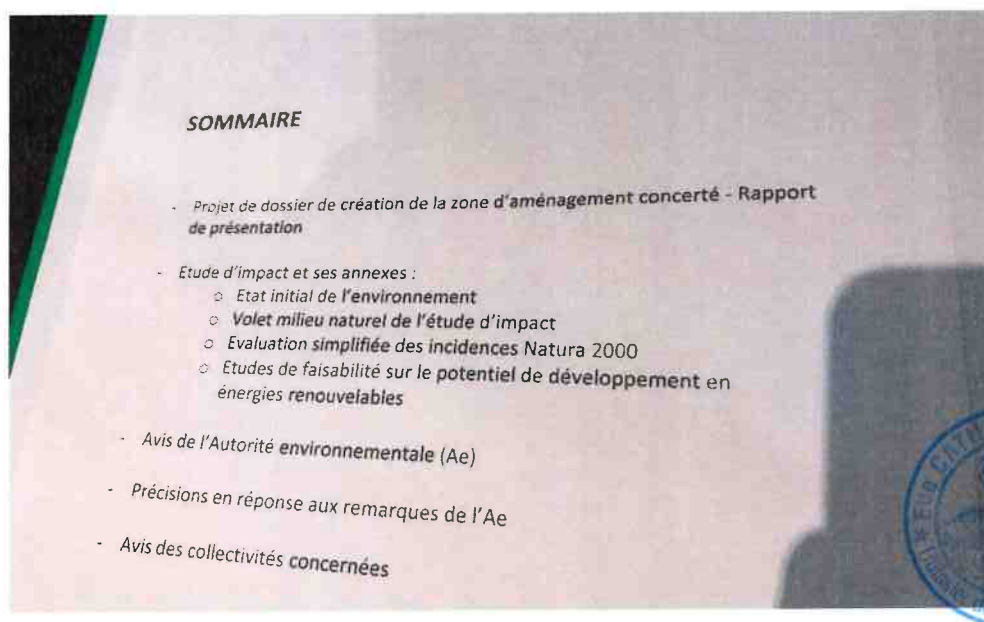 SOMMAIRE
- Projet de dossier de création de la zone d'aménagement concerté - Rapport
de présentation
- Etude d'impact et ses annexes :
○ Etat initial de l'environnement
○ Volet milieu naturel de l'étude d'impact
○ Evaluation simplifiée des incidences Natura 2000
○ Etudes de faisabilité sur le potentiel de développement en
énergies renouvelables
- Avis de l'Autorité environnementale (Ae)
- Précisions en réponse aux remarques de l'Ae
- Avis des collectivités concernées